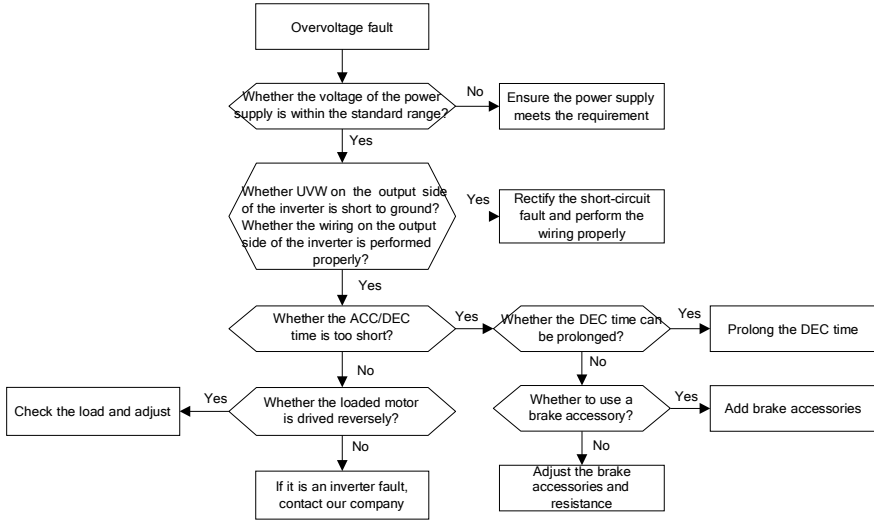 Overvoltage fault
Whether the voltage of the power
supply is within the standard range?
No
Ensure the power supply
meets the requirement
Yes
Whether UVW on the output side
of the inverter is short to ground?
Whether the wiring on the output
side of the inverter is performed
properly?
Yes
Rectify the short-circuit
fault and perform the
wiring properly
Yes
Whether the ACC/DEC
time is too short?
Yes
Whether the DEC time can
be prolonged?
Yes
Prolong the DEC time
No
No
Check the load and adjust
Yes
Whether the loaded motor
is drived reversely?
Whether to use a
brake accessory?
Yes
Add brake accessories
No
No
If it is an inverter fault,
contact our company
Adjust the brake
accessories and
resistance